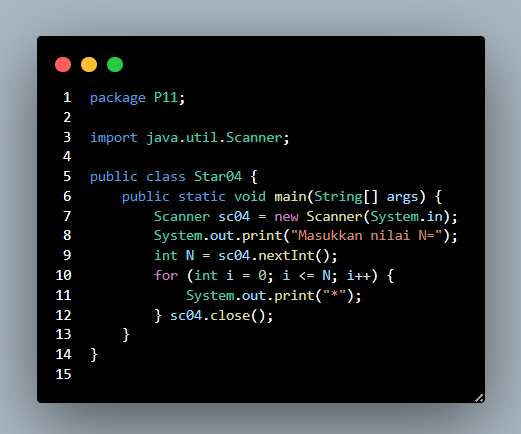 1 package P11;
2
3 import java.util.Scanner;
4
5 public class Star04 {
6     public static void main(String[] args) {
7         Scanner sc04 = new Scanner(System.in);
8         System.out.print("Masukkan nilai N=");
9         int N = sc04.nextInt();
10         for (int i = 0; i <= N; i++) {
11             System.out.print("*");
12         } sc04.close();
13     }
14 }
15